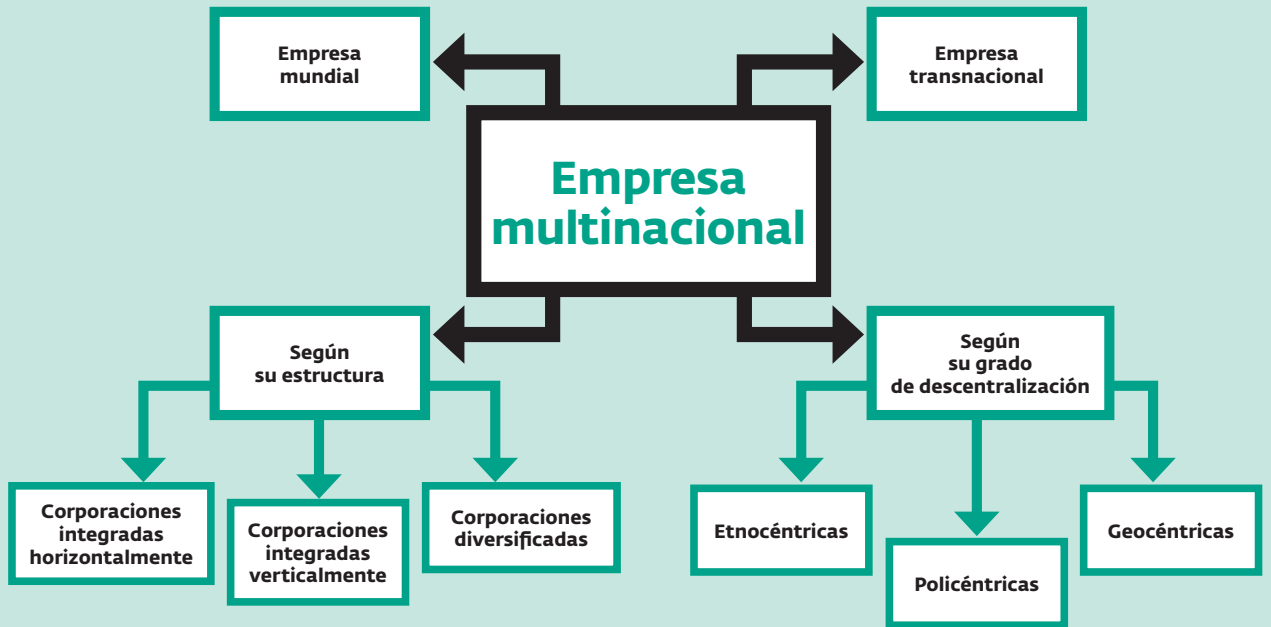 Empresa
mundial
Empresa
transnacional
Empresa
multinacional
Según
su estructura
Según
su grado
de descentralización
Corporaciones
integradas
horizontalmente
Corporaciones
integradas
verticalmente
Corporaciones
diversificadas
Etnocéntricas
Policéntricas
Geocéntricas